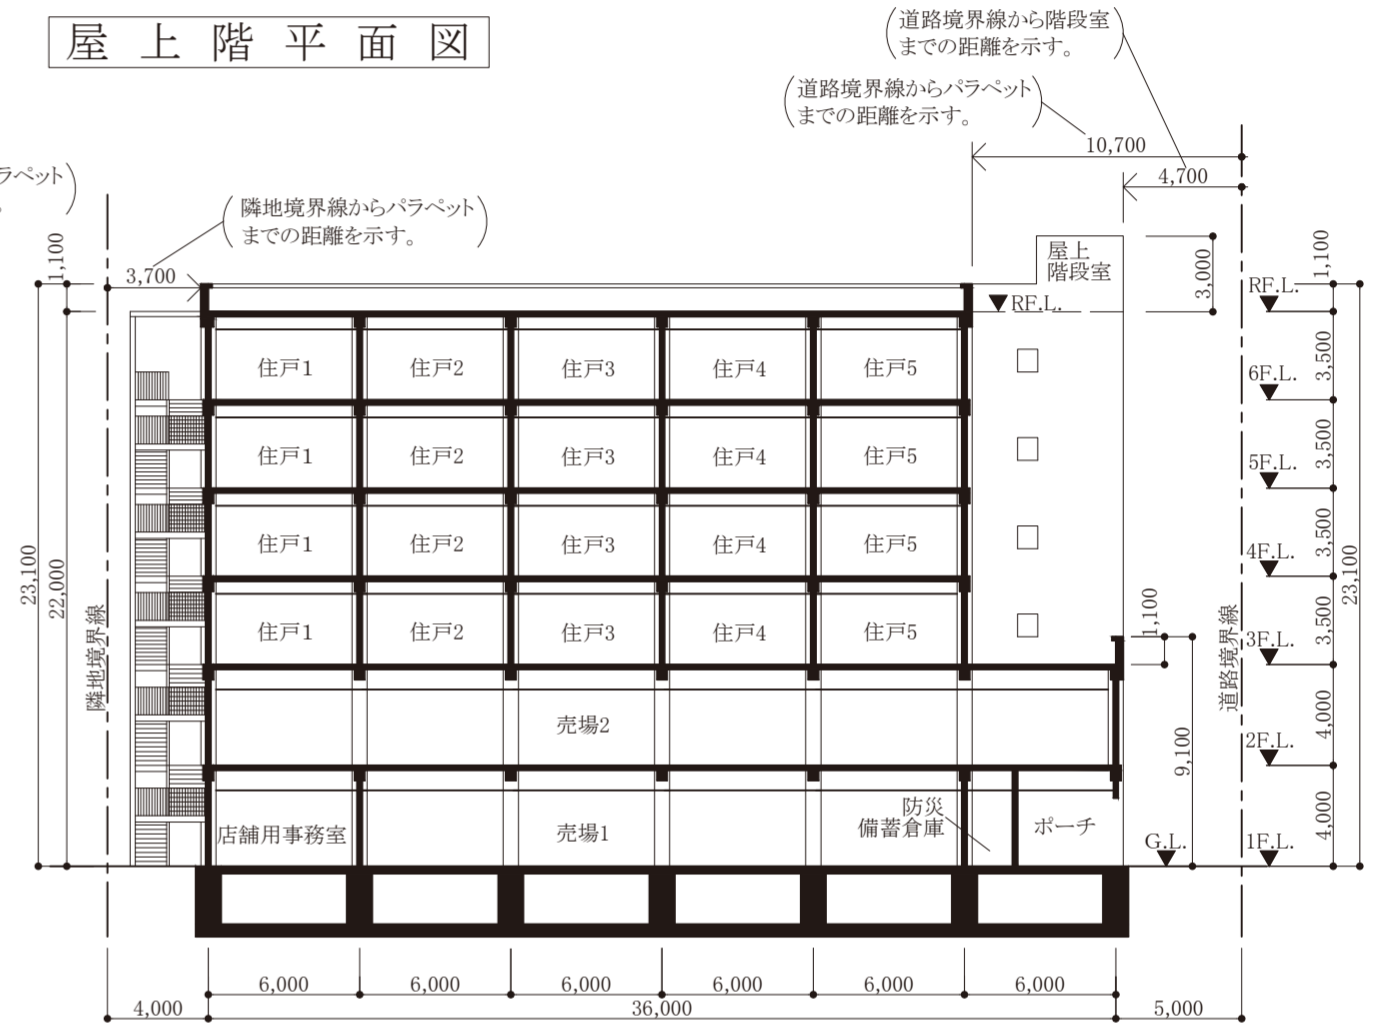 屋上階平面図
道路境界線から階段室
までの距離を示す。
道路境界線からパラペット
までの距離を示す。
10,700
4,700
ラペット
隣地境界線からパラペット
までの距離を示す。
1,100
3,700
屋上
階段室
3,000
1,100
RF.L.
RF.L.
住戸1 住戸2 住戸3 住戸4 住戸5
3,500
6F.L.
住戸1 住戸2 住戸3 住戸4 住戸5
3,500
5F.L.
住戸1 住戸2 住戸3 住戸4 住戸5
3,500
4F.L.
住戸1 住戸2 住戸3 住戸4 住戸5
3,500
3F.L.
23,100
22,000
隣地境界線
1,100
9,100
道路境界線
23,100
売場2
4,000
2F.L.
店舗用事務室
売場1
防災
備蓄倉庫
ポーチ
4,000
G.L.
1F.L.
6,000 6,000 6,000 6,000 6,000 6,000
4,000 36,000 5,000